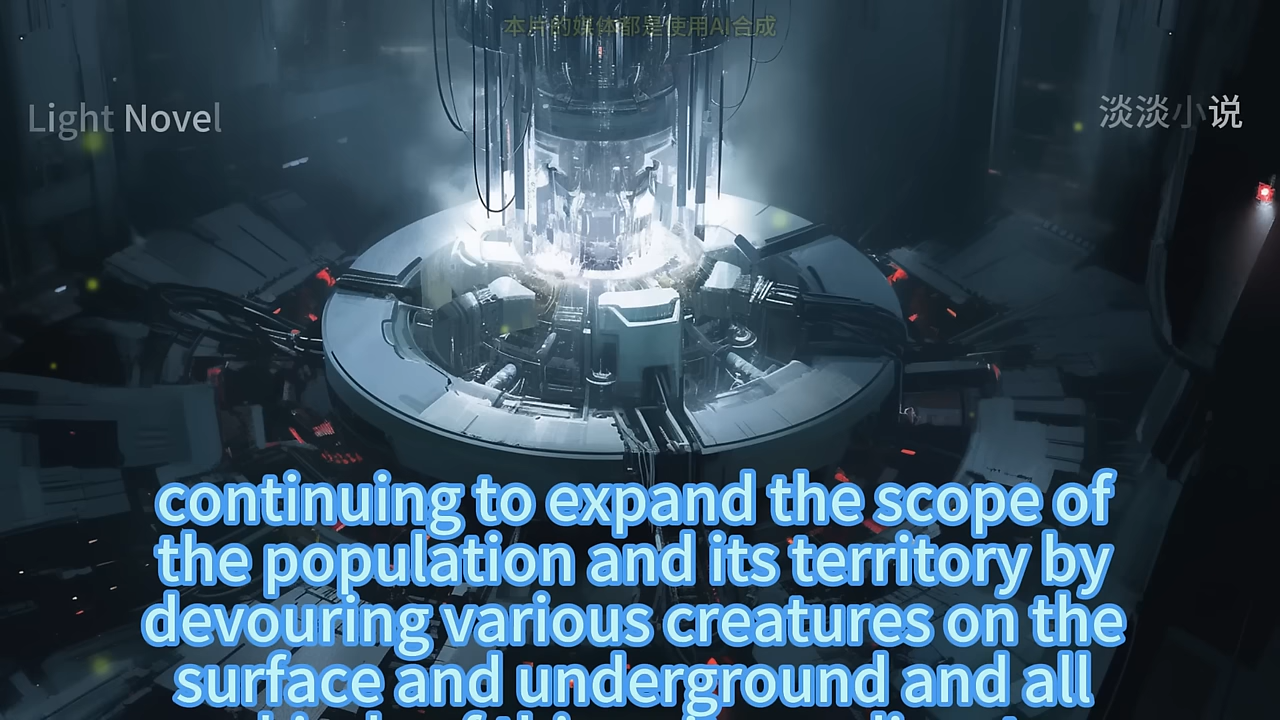 本片的媒体都是使用AI合成
Light Novel
淡淡小说
continuing to expand the scope of
the population and its territory by
devouring various creatures on the
surface and underground and all